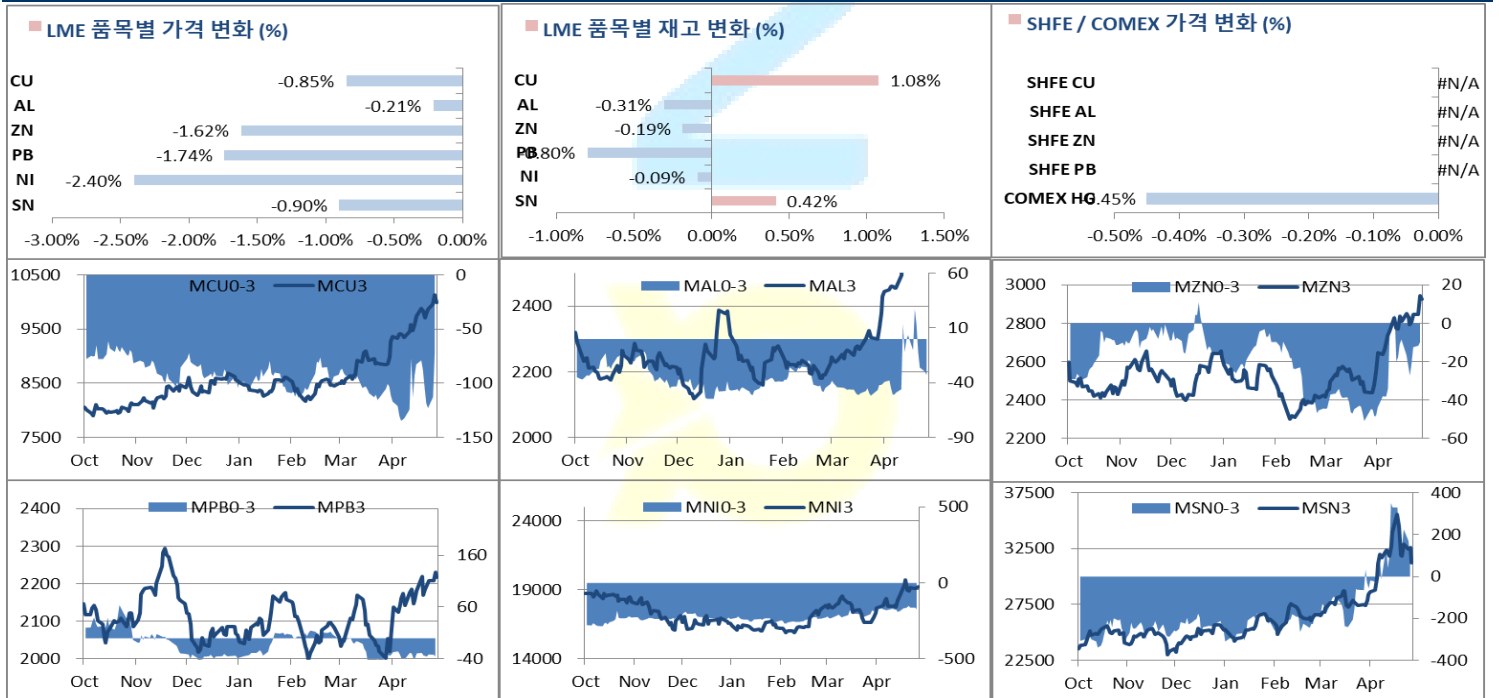 LME 품목별 가격 변화 (%)
CU
-0.85%
AL
-0.21%
ZN
-1.62%
PB
-1.74%
NI
-2.40%
SN
-0.90%
-3.00% -2.50% -2.00% -1.50% -1.00% -0.50% 0.00%
LME 품목별 재고 변화 (%)
CU
1.08%
AL
-0.31%
ZN
-0.19%
PB
.80%
NI
-0.09%
SN
0.42%
-1.00% -0.50% 0.00% 0.50% 1.00% 1.50%
SHFE / COMEX 가격 변화 (%)
SHFE CU #N/A
SHFE AL #N/A
SHFE ZN #N/A
SHFE PB #N/A
COMEX HG .45%
-0.50% -0.40% -0.30% -0.20% -0.10% 0.00%
MCU0-3 MCU3
10500
9500
8500
7500
0
-50
-100
-150
Oct Nov Dec Jan Feb Mar Apr
MAL0-3 MAL3
2400
2200
2000
60
10
-40
-90
Oct Nov Dec Jan Feb Mar Apr
MZN0-3 MZN3
3000
2800
2600
2400
2200
20
0
-20
-40
-60
Oct Nov Dec Jan Feb Mar Apr
MPB0-3 MPB3
2400
2300
2200
2100
2000
160
60
-40
Oct Nov Dec Jan Feb Mar Apr
MNI0-3 MNI3
24000
19000
14000
500
0
-500
Oct Nov Dec Jan Feb Mar Apr
MSN0-3 MSN3
37500
32500
27500
22500
400
200
0
-200
-400
Oct Nov Dec Jan Feb Mar Apr